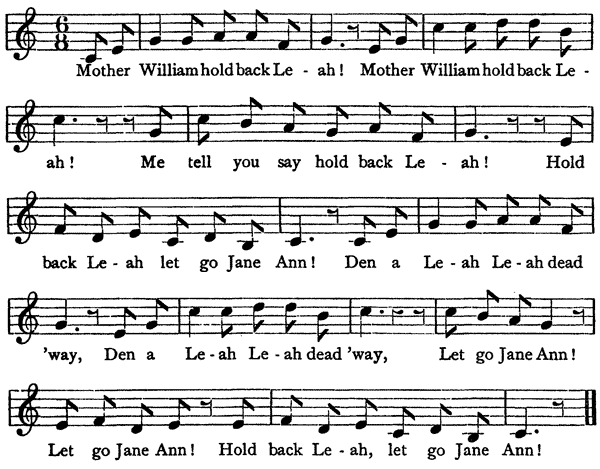 6
8
Mother William hold back Le - ah! Mother William hold back Le -
ah! Me tell you say hold back Le - ah! Hold
back Le - ah let go Jane Ann! Den a Le - ah Le - ah dead
'way, Den a Le - ah Le - ah dead 'way, Let go Jane Ann!
Let go Jane Ann! Hold back Le - ah, let go Jane Ann!